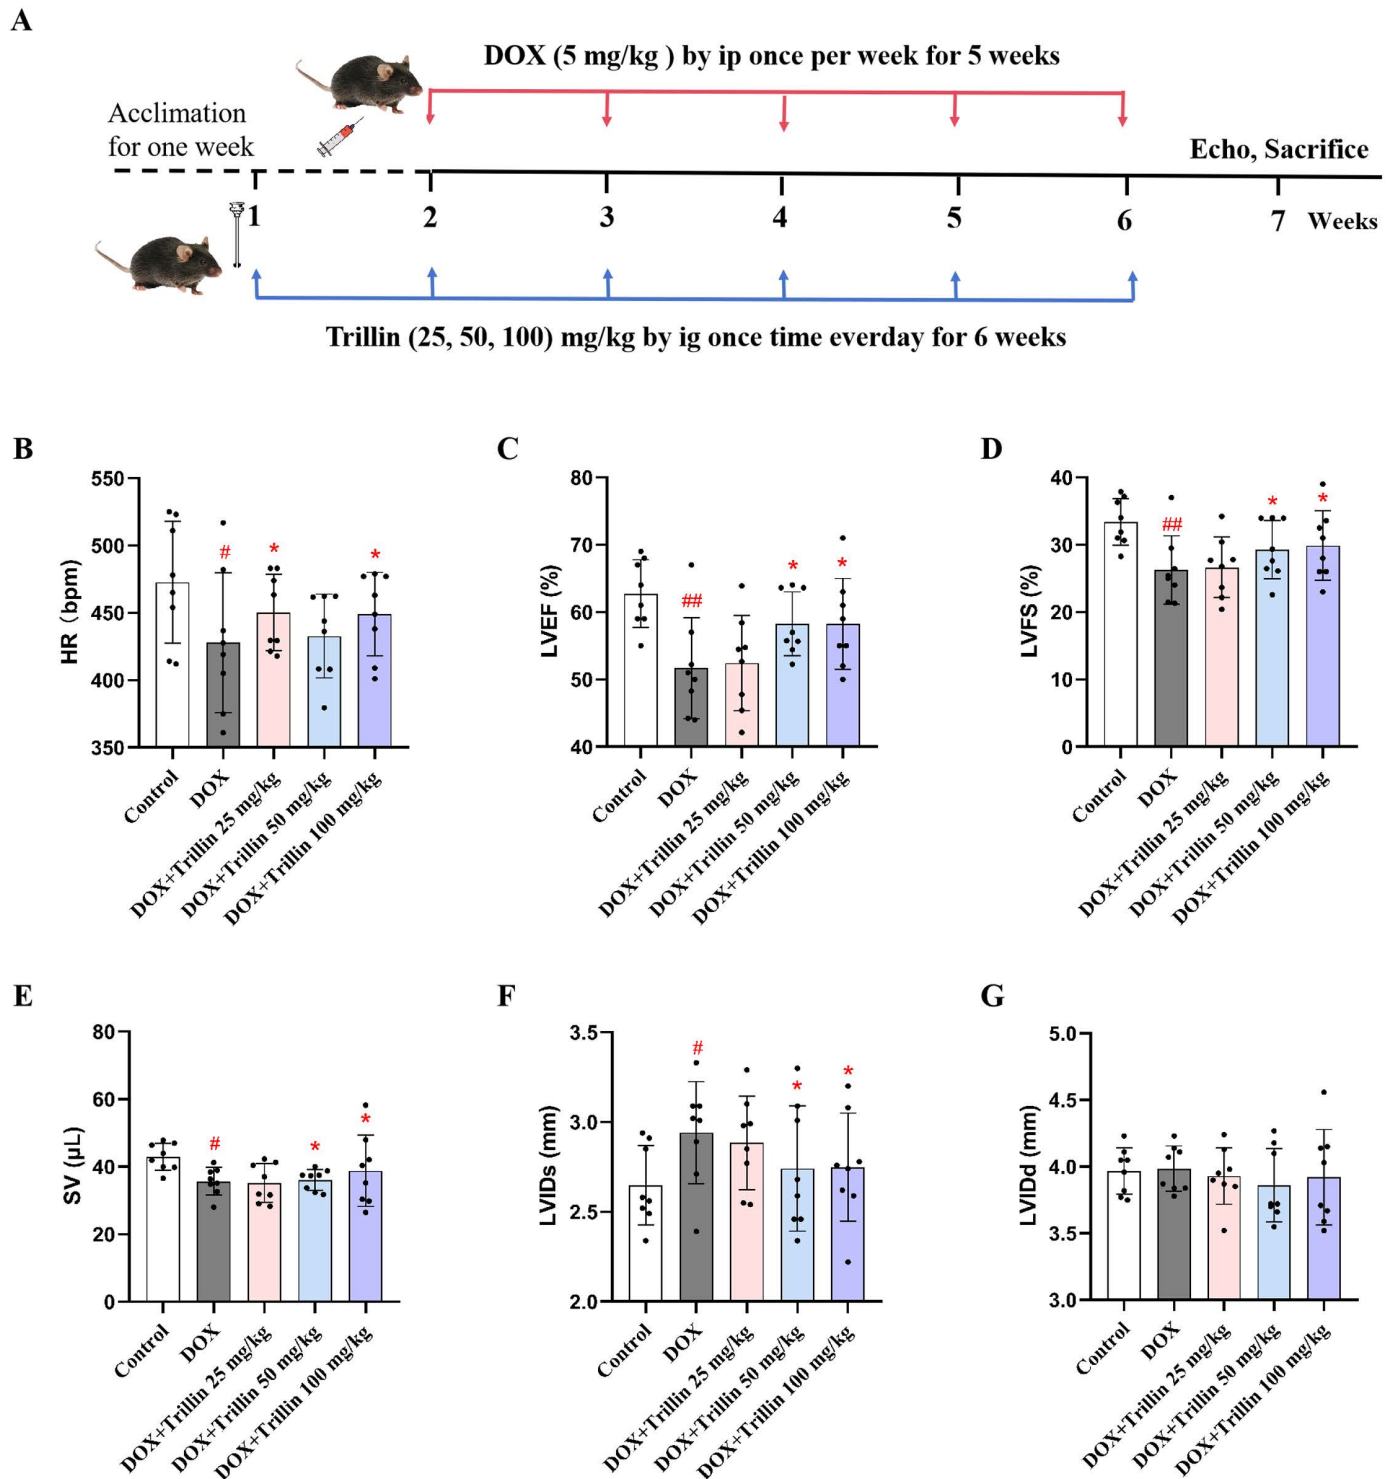 A
DOX (5 mg/kg ) by ip once per week for 5 weeks
Acclimation
for one week
Echo, Sacrifice
1 2 3 4 5 6 7 Weeks
Trillin (25, 50, 100) mg/kg by ig once time everday for 6 weeks
B
HR (bpm)
550
500
450
400
350
#
*
*
Control
DOX
DOX+Trillin 25 mg/kg
DOX+Trillin 50 mg/kg
DOX+Trillin 100 mg/kg
C
LVEF (%)
80
70
60
50
40
##
*
*
Control
DOX
DOX+Trillin 25 mg/kg
DOX+Trillin 50 mg/kg
DOX+Trillin 100 mg/kg
D
LVFS (%)
40
30
20
10
0
##
*
*
Control
DOX
DOX+Trillin 25 mg/kg
DOX+Trillin 50 mg/kg
DOX+Trillin 100 mg/kg
E
SV (μL)
80
60
40
20
0
#
*
*
Control
DOX
DOX+Trillin 25 mg/kg
DOX+Trillin 50 mg/kg
DOX+Trillin 100 mg/kg
F
LVIDs (mm)
3.5
3.0
2.5
2.0
#
*
*
Control
DOX
DOX+Trillin 25 mg/kg
DOX+Trillin 50 mg/kg
DOX+Trillin 100 mg/kg
G
LVIDd (mm)
5.0
4.5
4.0
3.5
3.0
Control
DOX
DOX+Trillin 25 mg/kg
DOX+Trillin 50 mg/kg
DOX+Trillin 100 mg/kg